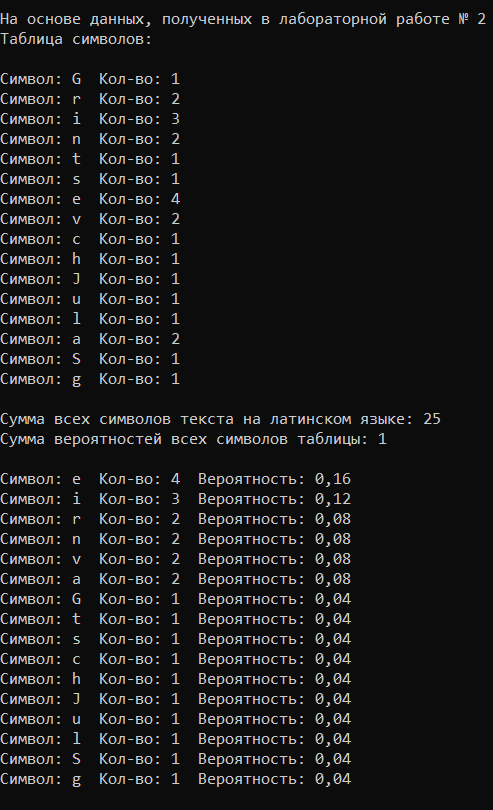 На основе данных, полученных в лабораторной работе № 2
Таблица символов:
Символ: G  Кол-во: 1
Символ: r  Кол-во: 2
Символ: i  Кол-во: 3
Символ: n  Кол-во: 2
Символ: t  Кол-во: 1
Символ: s  Кол-во: 1
Символ: e  Кол-во: 4
Символ: v  Кол-во: 2
Символ: c  Кол-во: 1
Символ: h  Кол-во: 1
Символ: J  Кол-во: 1
Символ: u  Кол-во: 1
Символ: l  Кол-во: 1
Символ: a  Кол-во: 2
Символ: S  Кол-во: 1
Символ: g  Кол-во: 1
Сумма всех символов текста на латинском языке: 25
Сумма вероятностей всех символов таблицы: 1
Символ: e  Кол-во: 4  Вероятность: 0,16
Символ: i  Кол-во: 3  Вероятность: 0,12
Символ: r  Кол-во: 2  Вероятность: 0,08
Символ: n  Кол-во: 2  Вероятность: 0,08
Символ: v  Кол-во: 2  Вероятность: 0,08
Символ: a  Кол-во: 2  Вероятность: 0,08
Символ: G  Кол-во: 1  Вероятность: 0,04
Символ: t  Кол-во: 1  Вероятность: 0,04
Символ: s  Кол-во: 1  Вероятность: 0,04
Символ: c  Кол-во: 1  Вероятность: 0,04
Символ: h  Кол-во: 1  Вероятность: 0,04
Символ: J  Кол-во: 1  Вероятность: 0,04
Символ: u  Кол-во: 1  Вероятность: 0,04
Символ: l  Кол-во: 1  Вероятность: 0,04
Символ: S  Кол-во: 1  Вероятность: 0,04
Символ: g  Кол-во: 1  Вероятность: 0,04